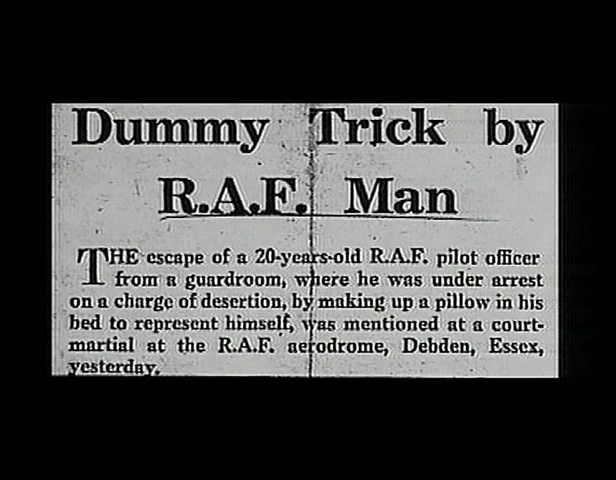 Dummy Trick by
R.A.F. Man
THE escape of a 20-years-old R.A.F. pilot officer
from a guardroom, where he was under arrest
on a charge of desertion, by making up a pillow in his
bed to represent himself, was mentioned at a court-
martial at the R.A.F. aerodrome, Debden, Essex,
yesterday.